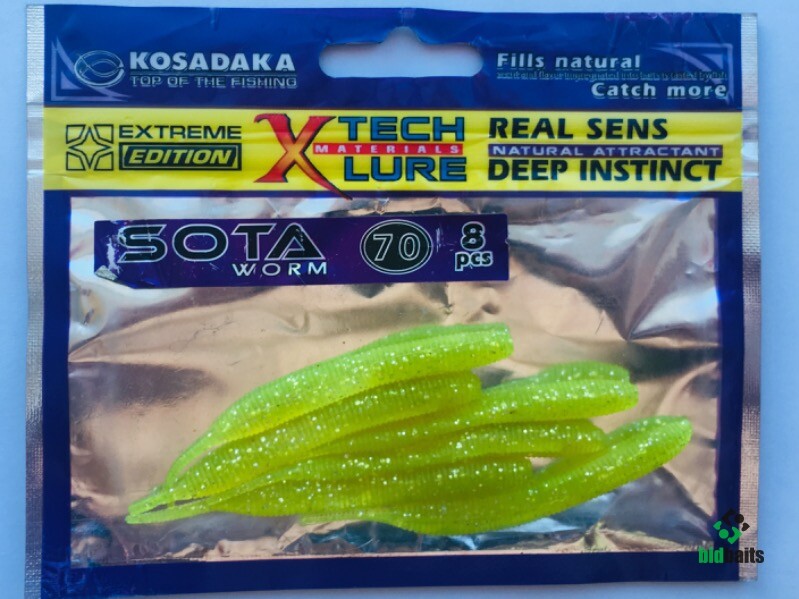 KOSADAKA
TOP OF THE FISHING
Fills natural
Catch more
EXTREME
EDITION
X TECH
MATERIALS
LURE
REAL SENS
NATURAL ATTRACTANT
DEEP INSTINCT
SOTA
WORM
70
8
pcs
bidbaits